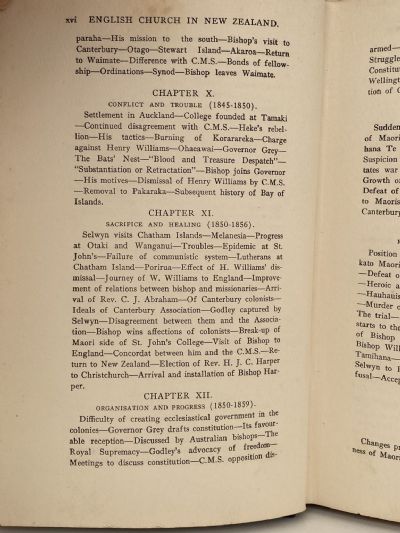 xvi ENGLISH CHURCH IN NEW ZEALAND.
paraha—His mission to the south—Bishop's visit to
Canterbury—Otago—Stewart Island—Akaroa—Return
to Waimate—Difference with C.M.S.—Bonds of fellow-
ship—Ordinations—Synod—Bishop leaves Waimate.
CHAPTER X.
CONFLICT AND TROUBLE (1845-1850).
Settlement in Auckland—College founded at Tamaki
—Continued disagreement with C.M.S.—Heke's rebel-
lion—His tactics—Burning of Korarareka—Charge
against Henry Williams—Ohaeawai—Governor Grey—
The Bats' Nest—"Blood and Treasure Despatch"—
"Substantiation or Retractation"—Bishop joins Governor
—His motives—Dismissal of Henry Williams by C.M.S.
—Removal to Pakaraka—Subsequent history of Bay of
Islands.
CHAPTER XI.
SACRIFICE AND HEALING (1850-1856).
Selwyn visits Chatham Islands—Melanesia—Progress
at Otaki and Wanganui—Troubles—Epidemic at St.
John's—Failure of communistic system—Lutherans at
Chatham Island—Porirua—Effect of H. Williams' dis-
missal—Journey of W. Williams to England—Improve-
ment of relations between bishop and missionaries—Arri-
val of Rev. C. J. Abraham—Of Canterbury colonists—
Ideals of Canterbury Association—Godley captured by
Selwyn—Disagreement between them and the Associa-
tion—Bishop wins affections of colonists—Break-up of
Maori side of St. John's College—Visit of Bishop to
England—Concordat between him and the C.M.S.—Re-
turn to New Zealand—Election of Rev. H. J. C. Harper
to Christchurch—Arrival and installation of Bishop Har-
per.
CHAPTER XII.
ORGANISATION AND PROGRESS (1850-1859).
Difficulty of creating ecclesiastical government in the
colonies—Governor Grey drafts constitution—Its favour-
able reception—Discussed by Australian bishops—The
Royal Supremacy—Godley's advocacy of freedom—
Meetings to discuss constitution—C.M.S. opposition dis-
armed—
Struggle
Constitu
Wellingt
tion of C
Sudden
of Maori
hana Te
Suspicion
tates war
Growth o
Defeat of
to Maoris
Canterbury
Position
kato Maori
—Defeat o
—Heroic a
—Hauhauis
—Murder o
The trial—
starts to the
of Bishop
Bishop Will
Tamihana—
Selwyn to I
fusal—Accep
Changes pr
ness of Maori